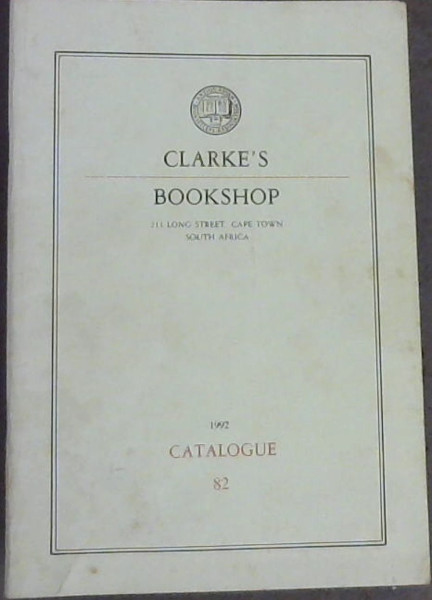 CLARKE'S
BOOKSHOP
211 LONG STREET CAPE TOWN
SOUTH AFRICA
1992
CATALOGUE
82